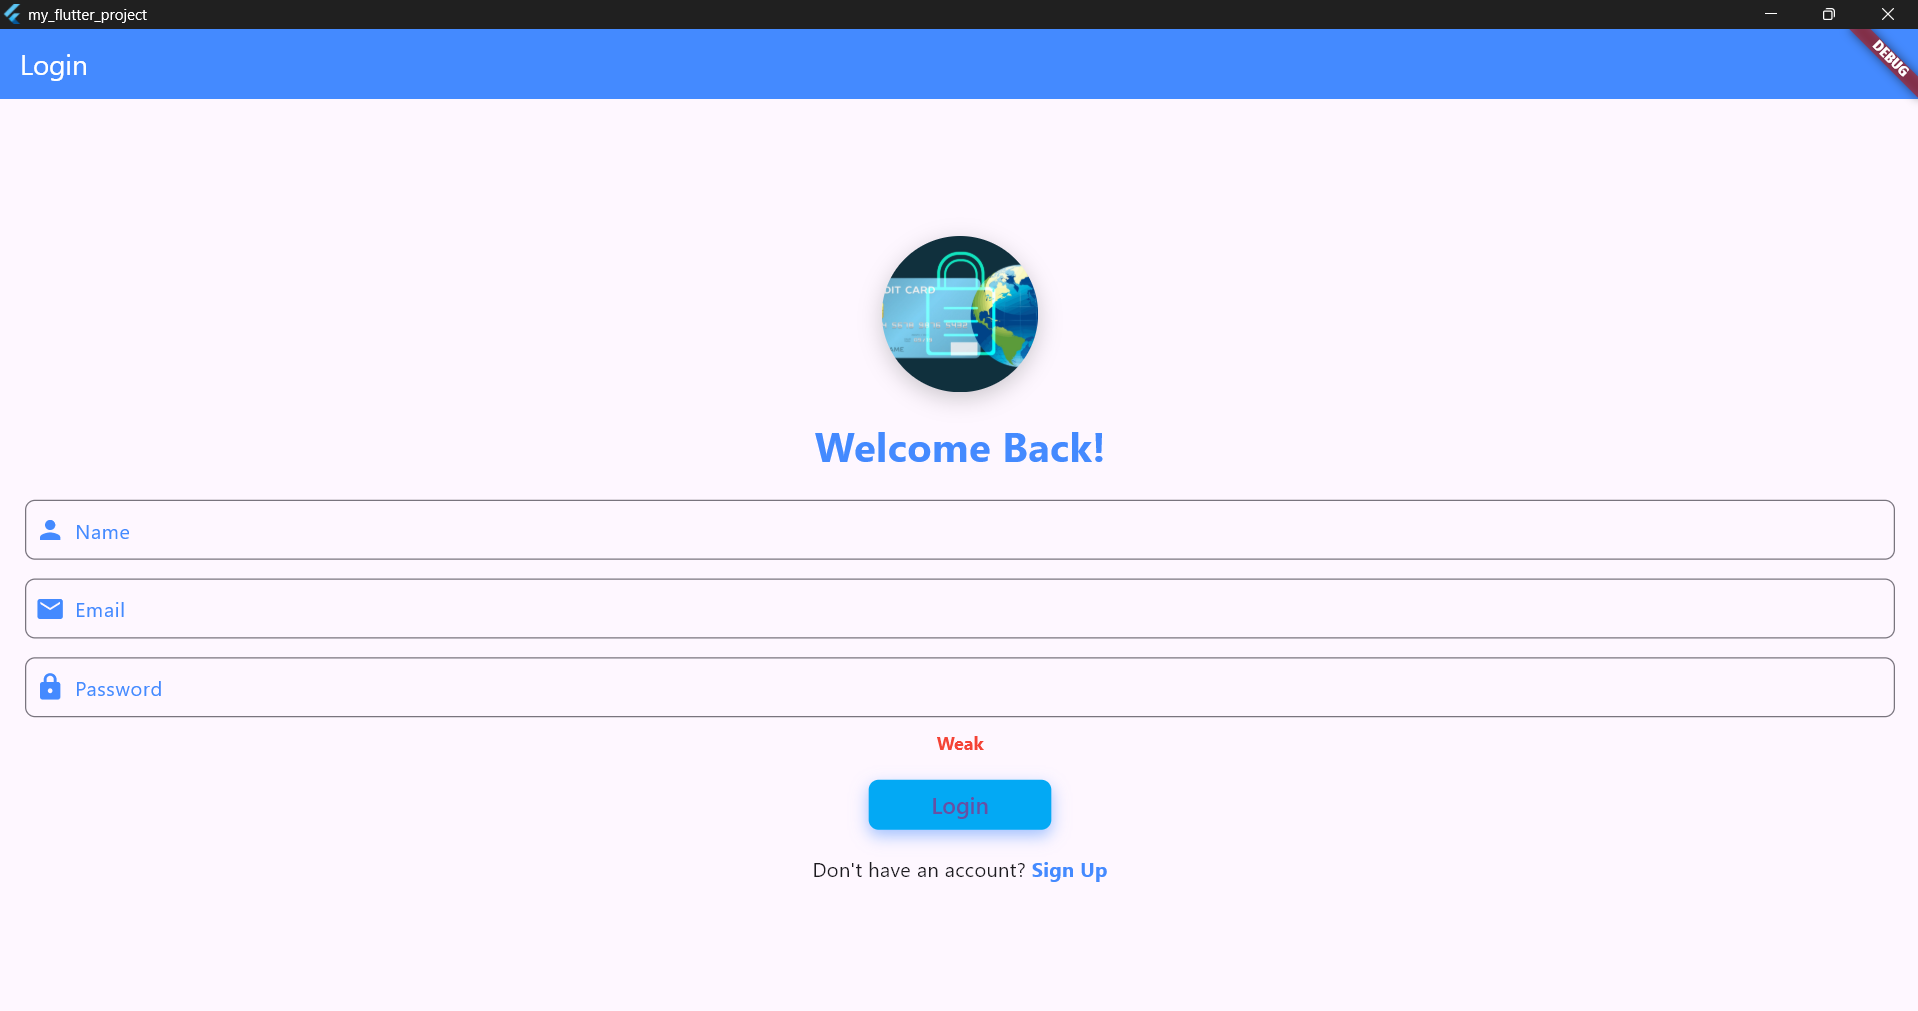 my_flutter_project
Login
DEBUG
DIT CARD
Welcome Back!
Name
Email
Password
Weak
Login
Don't have an account? Sign Up